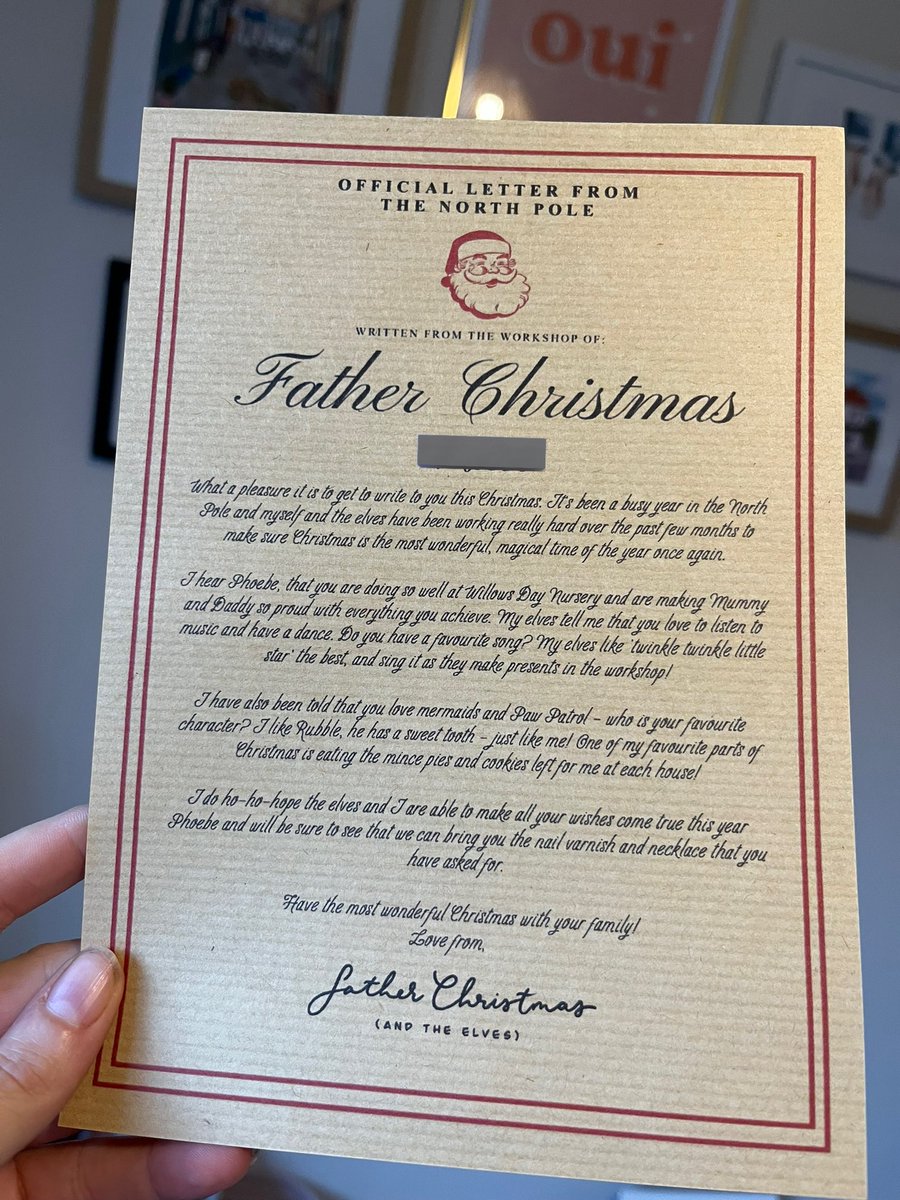 oui
OFFICIAL LETTER FROM
THE NORTH POLE
WRITTEN FROM THE WORKSHOP OF:
Father Christmas
What a pleasure it is to get to write to you this Christmas. It's been a busy year in the North
Pole and myself and the elves have been working really hard over the past few months to
make sure Christmas is the most wonderful, magical time of the year once again.
I hear Phoebe, that you are doing so well at Willows Day Nursery and are making Mummy
and Daddy so proud with everything you achieve. My elves tell me that you love to listen to
music and have a dance. Do you have a favourite song? My elves like 'twinkle twinkle little
star' the best, and sing it as they make presents in the workshop!
I have also been told that you love mermaids and Paw Patrol - who is your favourite
character? I like Rubble, he has a sweet tooth - just like me! One of my favourite parts of
Christmas is eating the mince pies and cookies left for me at each house!
I do ho-ho-hope the elves and I are able to make all your wishes come true this year
Phoebe and will be sure to see that we can bring you the nail varnish and necklace that you
have asked for.
Have the most wonderful Christmas with your family!
Love from,
Father Christmas
(AND THE ELVES)